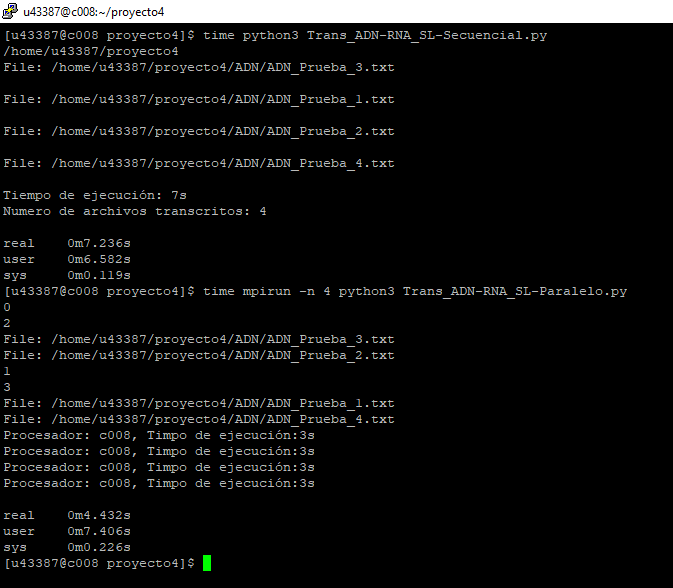 u43387@c008:~/proyecto4
[u43387@c008 proyecto4]$ time python3 Trans_ADN-RNA_SL-Secuencial.py
/home/u43387/proyecto4
File: /home/u43387/proyecto4/ADN/ADN_Prueba_3.txt
File: /home/u43387/proyecto4/ADN/ADN_Prueba_1.txt
File: /home/u43387/proyecto4/ADN/ADN_Prueba_2.txt
File: /home/u43387/proyecto4/ADN/ADN_Prueba_4.txt
Tiempo de ejecución: 7s
Numero de archivos transcritos: 4
real    0m7.236s
user    0m6.582s
sys     0m0.119s
[u43387@c008 proyecto4]$ time mpirun -n 4 python3 Trans_ADN-RNA_SL-Paralelo.py
0
2
File: /home/u43387/proyecto4/ADN/ADN_Prueba_3.txt
File: /home/u43387/proyecto4/ADN/ADN_Prueba_2.txt
1
3
File: /home/u43387/proyecto4/ADN/ADN_Prueba_1.txt
File: /home/u43387/proyecto4/ADN/ADN_Prueba_4.txt
Procesador: c008, Timpo de ejecución:3s
Procesador: c008, Timpo de ejecución:3s
Procesador: c008, Timpo de ejecución:3s
Procesador: c008, Timpo de ejecución:3s
real    0m4.432s
user    0m7.406s
sys     0m0.226s
[u43387@c008 proyecto4]$